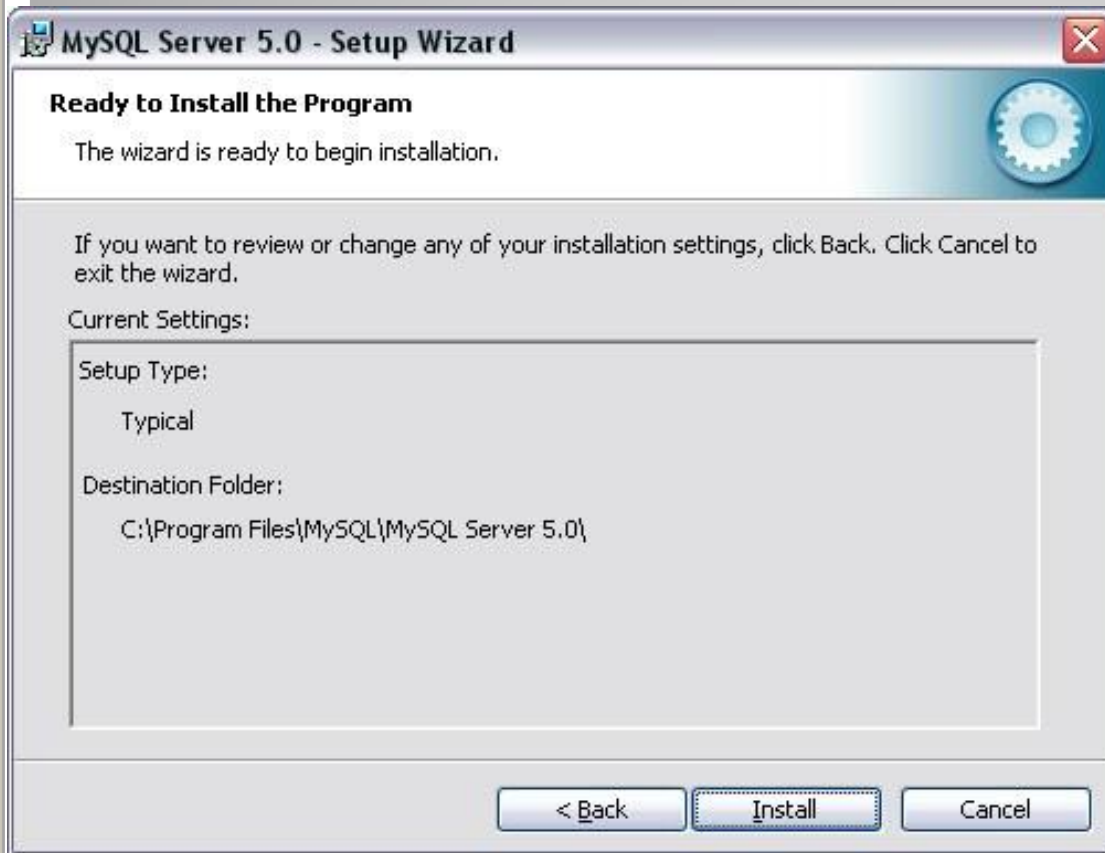 MySQL Server 5.0 - Setup Wizard
Ready to Install the Program
The wizard is ready to begin installation.
If you want to review or change any of your installation settings, click Back. Click Cancel to
exit the wizard.
Current Settings:
Setup Type:
Typical
Destination Folder:
C:\Program Files\MySQL\MySQL Server 5.0\
< Back
Install
Cancel